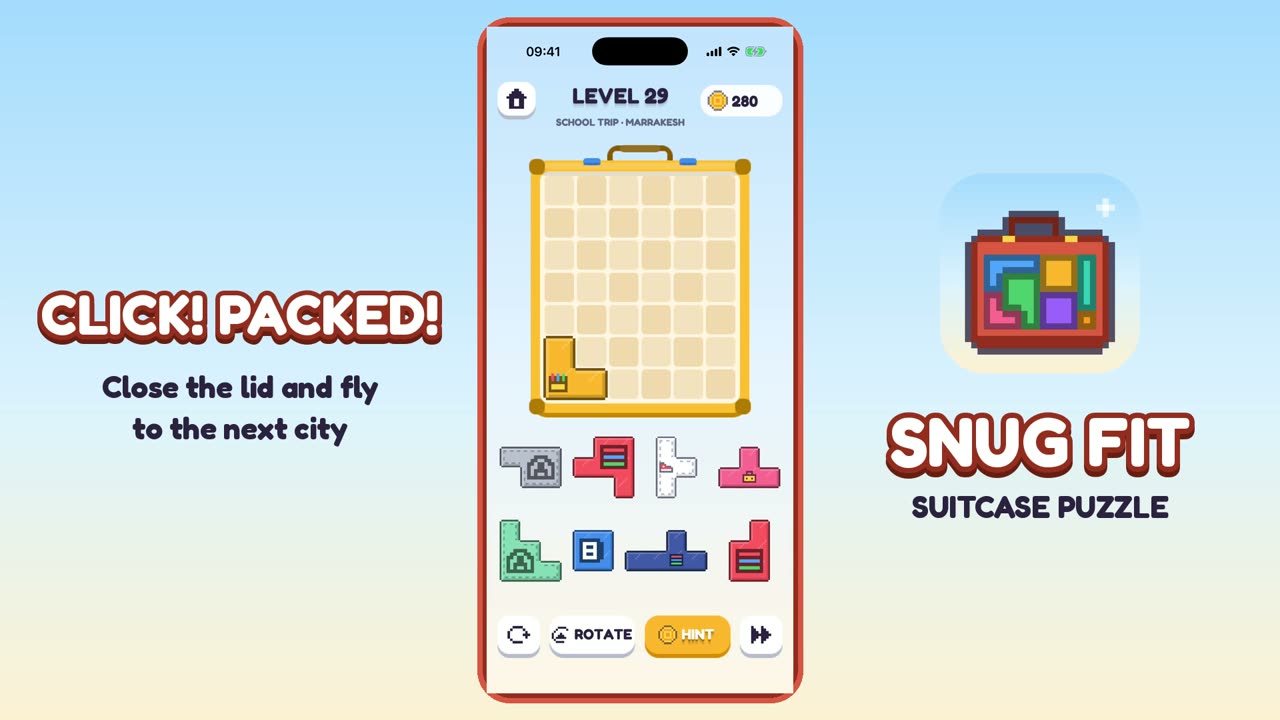 CLICK! PACKED!
Close the lid and fly
to the next city
09:41
LEVEL 29
280
SCHOOL TRIP · MARRAKESH
B
ROTATE
HINT
SNUG FIT
SUITCASE PUZZLE